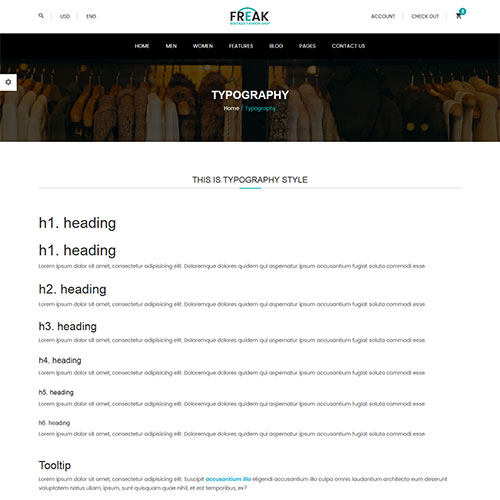 USD ENG FREAK ACCOUNT CHECK OUT 3
BOUTIQUE FASHION SHOP
HOME MEN WOMEN FEATURES BLOG PAGES CONTACT US
TYPOGRAPHY
Home / Typography
THIS IS TYPOGRAPHY STYLE
h1. heading
h1. heading
Lorem ipsum dolor sit amet, consectetur adipisicing elit. Doloremque dolores quidem qui aspernatur ipsum accusantium fugiat soluta commodi esse
h2. heading
Lorem ipsum dolor sit amet, consectetur adipisicing elit. Doloremque dolores quidem qui aspernatur ipsum accusantium fugiat soluta commodi esse
h3. heading
Lorem ipsum dolor sit amet, consectetur adipisicing elit. Doloremque dolores quidem qui aspernatur ipsum accusantium fugiat soluta commodi esse
h4. heading
Lorem ipsum dolor sit amet, consectetur adipisicing elit. Doloremque dolores quidem qui aspernatur ipsum accusantium fugiat soluta commodi esse
h5. heading
Lorem ipsum dolor sit amet, consectetur adipisicing elit. Doloremque dolores quidem qui aspernatur ipsum accusantium fugiat soluta commodi esse
h6. heading
Lorem ipsum dolor sit amet, consectetur adipisicing elit. Doloremque dolores quidem qui aspernatur ipsum accusantium fugiat soluta commodi esse
Tooltip
Lorem ipsum dolor sit amet, consectetur adipisicing elit. Suscipit accusantium illo eligendi accusantium illo culpa omnis laudantium architecto eum deserunt
voluptatem natus ullam, ipsum, sunt quisquam quae nihil, et est temporibus, ex?